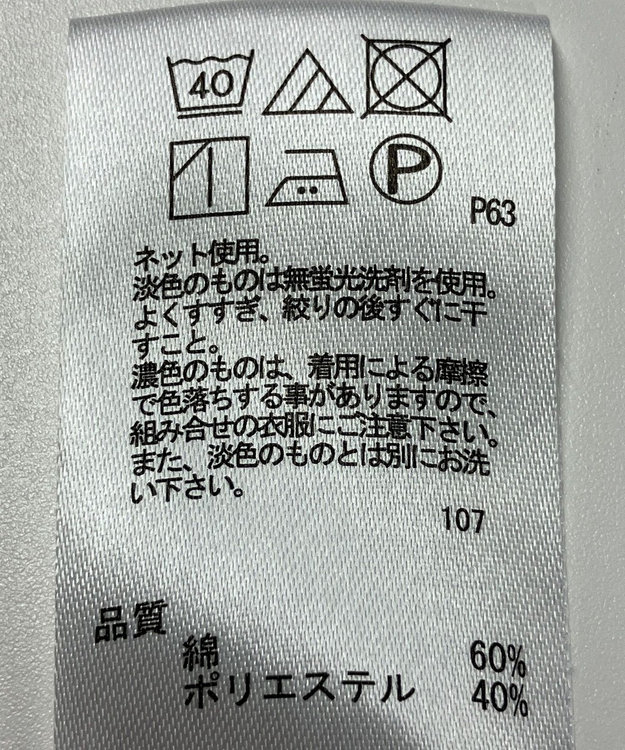 40
P
P63
ネット使用。
淡色のものは無蛍光洗剤を使用。
よくすすぎ、絞りの後すぐに干
すこと。
濃色のものは、着用による摩擦
で色落ちする事がありますので、
組み合せの衣服にご注意下さい。
また、淡色のものとは別にお洗
い下さい。
107
品質
綿 60%
ポリエステル 40%